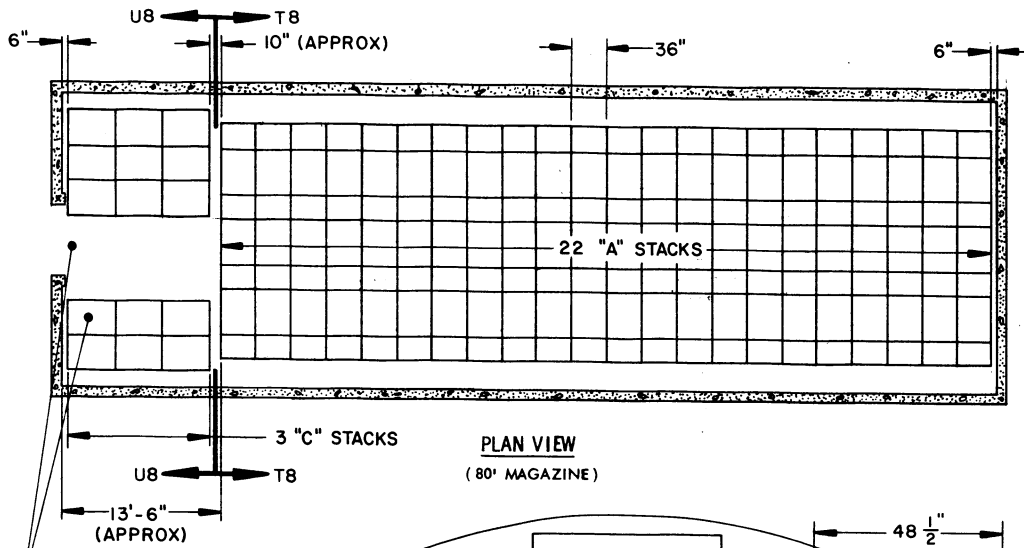 U8 T8
6" 10" (APPROX) 36" 6"
22 "A" STACKS
3 "C" STACKS
PLAN VIEW
(80' MAGAZINE)
U8 T8
13'-6"
(APPROX)
48 1/2"